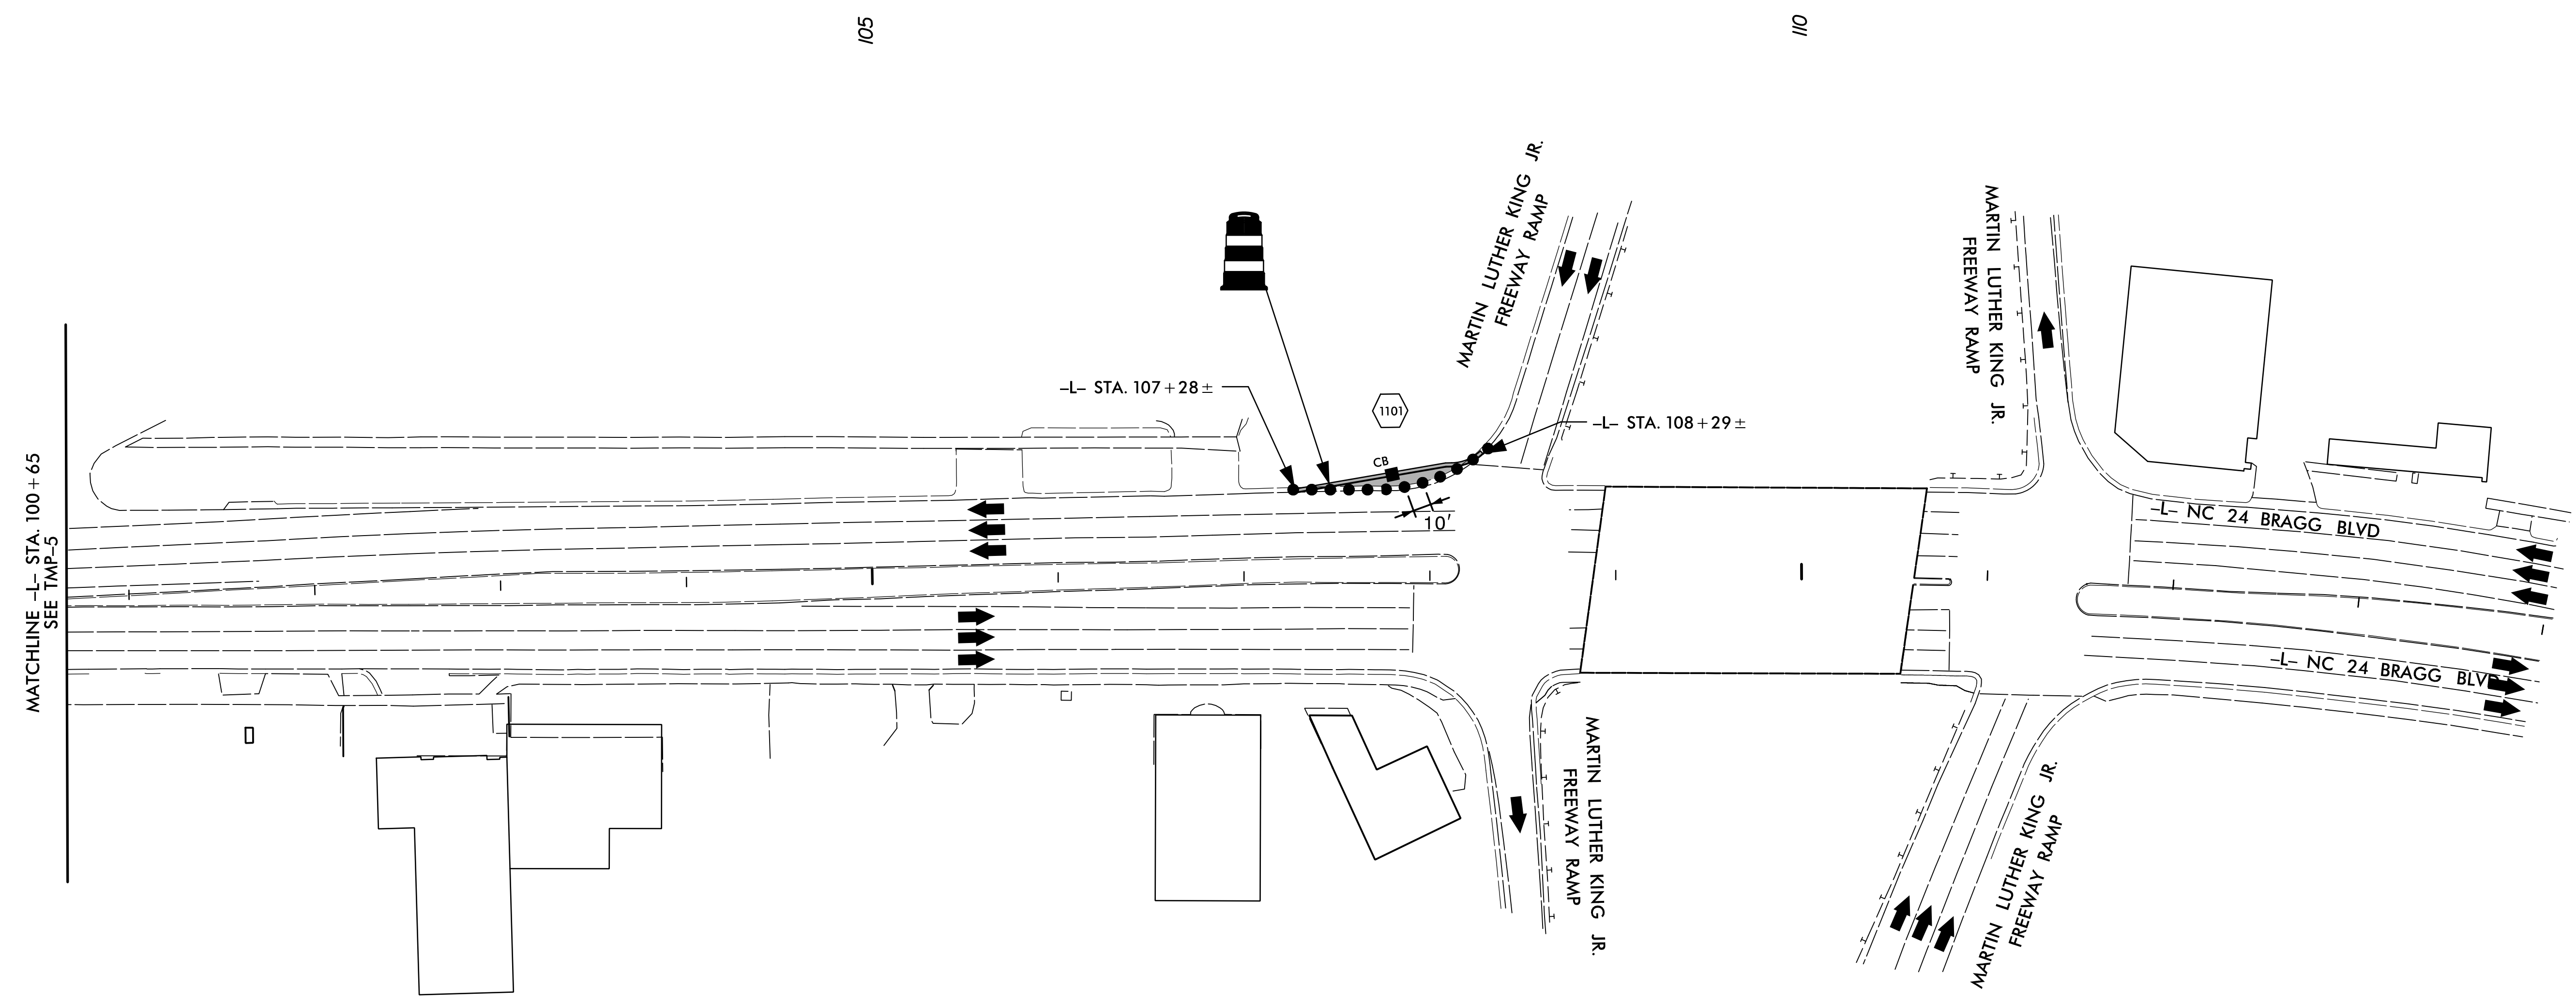 105
110
MARTIN LUTHER KING JR.
FREEWAY RAMP
MARTIN LUTHER KING JR.
FREEWAY RAMP
-L- STA. 107+28±
1101
-L- STA. 108+29±
CB
10'
MATCHLINE -L- STA. 100+65
SEE TMP-5
-L- NC 24 BRAGG BLVD
-L- NC 24 BRAGG BLVD
MARTIN LUTHER KING JR.
FREEWAY RAMP
MARTIN LUTHER KING JR.
FREEWAY RAMP